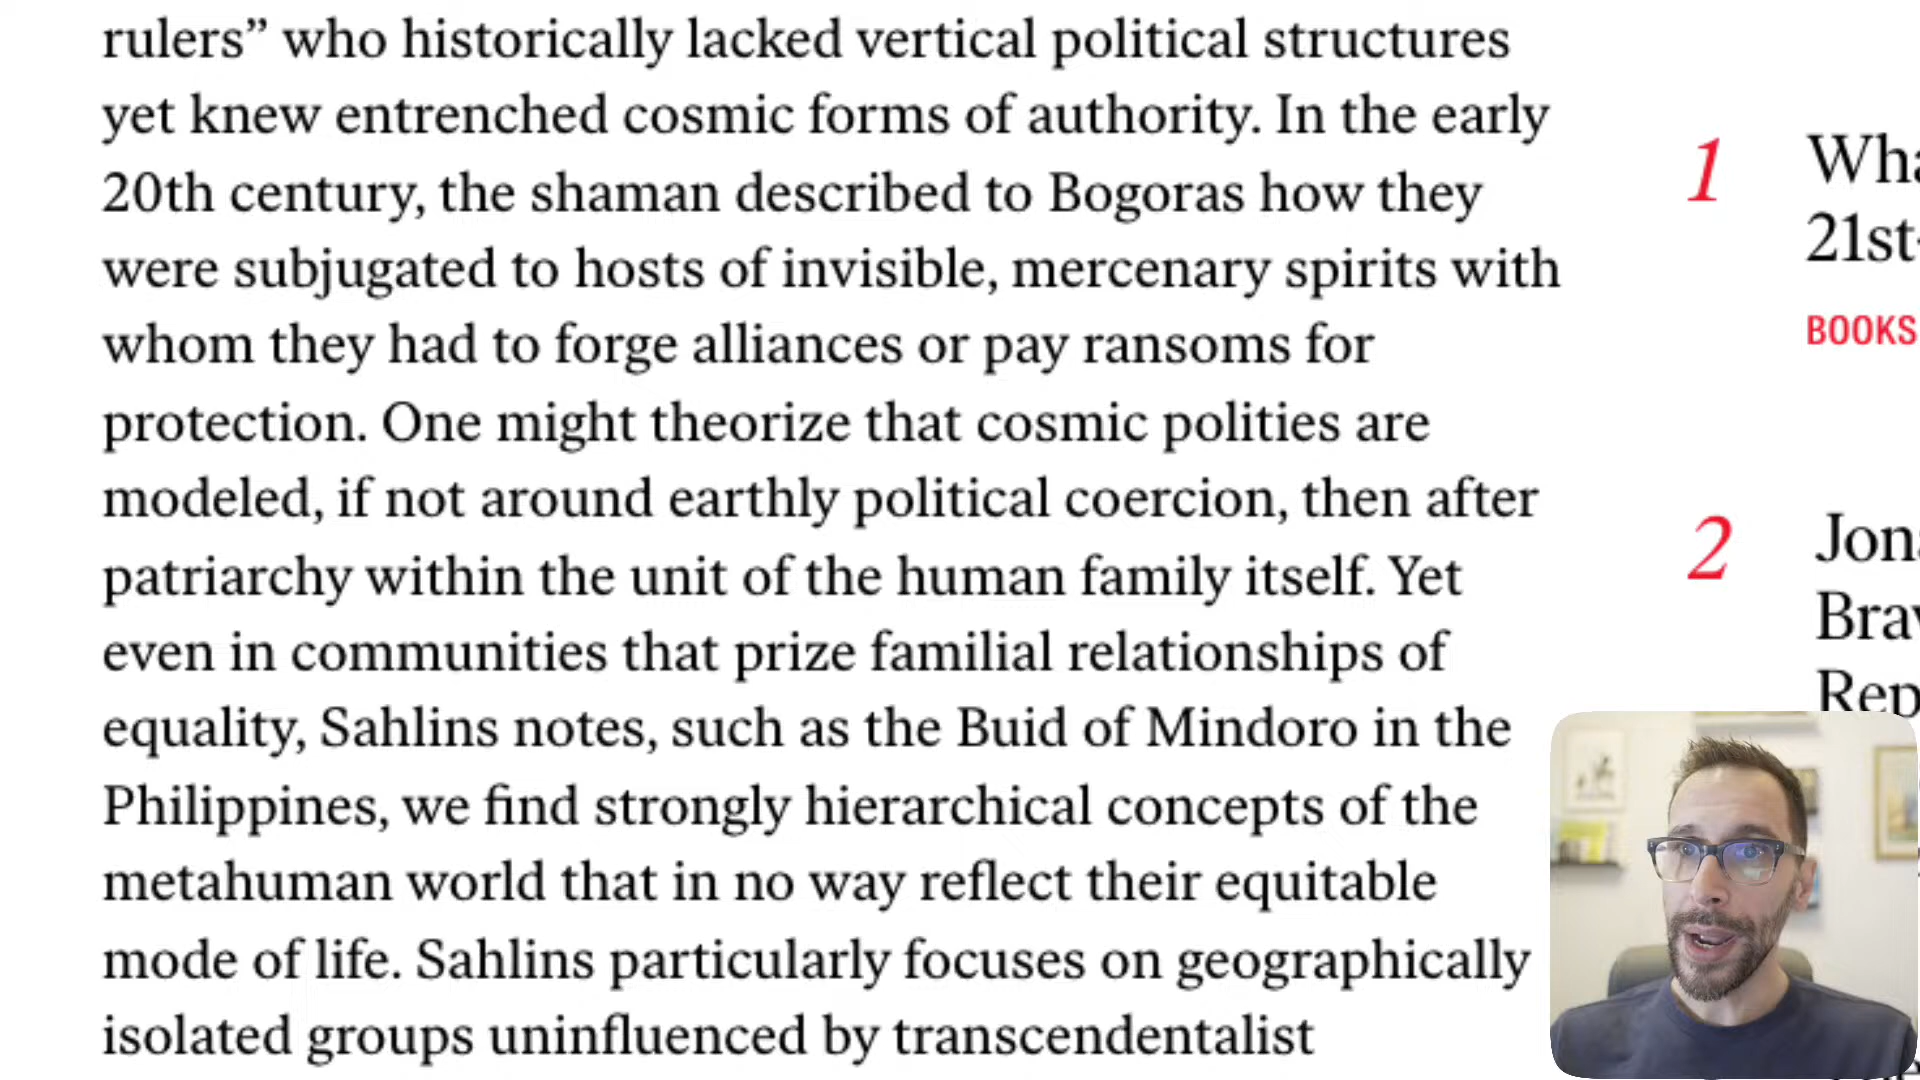 rulers” who historically lacked vertical political structures
yet knew entrenched cosmic forms of authority. In the early
20th century, the shaman described to Bogoras how they
were subjugated to hosts of invisible, mercenary spirits with
whom they had to forge alliances or pay ransoms for
protection. One might theorize that cosmic polities are
modeled, if not around earthly political coercion, then after
patriarchy within the unit of the human family itself. Yet
even in communities that prize familial relationships of
equality, Sahlins notes, such as the Buid of Mindoro in the
Philippines, we find strongly hierarchical concepts of the
metahuman world that in no way reflect their equitable
mode of life. Sahlins particularly focuses on geographically
isolated groups uninfluenced by transcendentalist
1
21st-
BOOKS
2